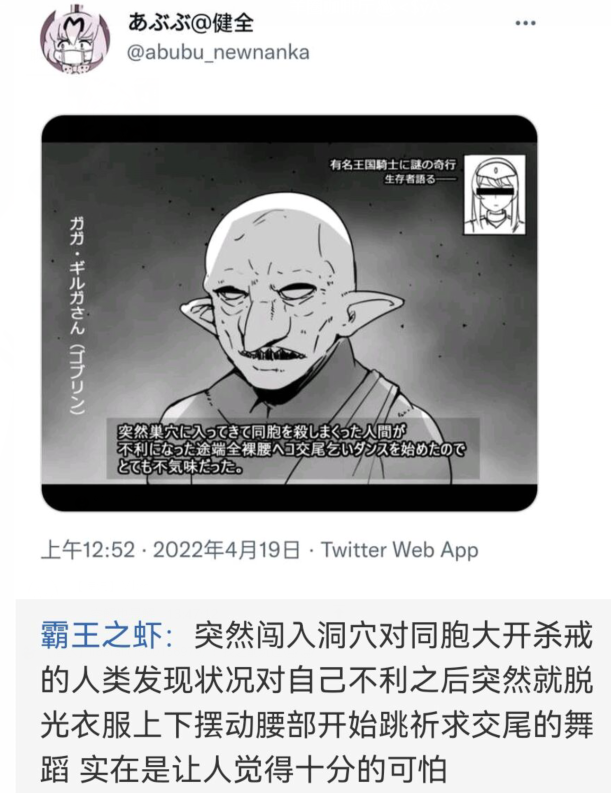 あぶぶ@健全
@abubu_newnanka
有名王国騎士に謎の奇行
生存者語る──
ガガ・ギルガさん（ゴブリン）
突然巣穴に入ってきて同胞を殺しまくった人間が
不利になった途端全裸腰ヘコ交尾乞いダンスを始めたので
とても不気味だった。
上午12:52 · 2022年4月19日 · Twitter Web App
霸王之虾：突然闯入洞穴对同胞大开杀戒
的人类发现状况对自己不利之后突然就脱
光衣服上下摆动腰部开始跳祈求交尾的舞
蹈 实在是让人觉得十分的可怕